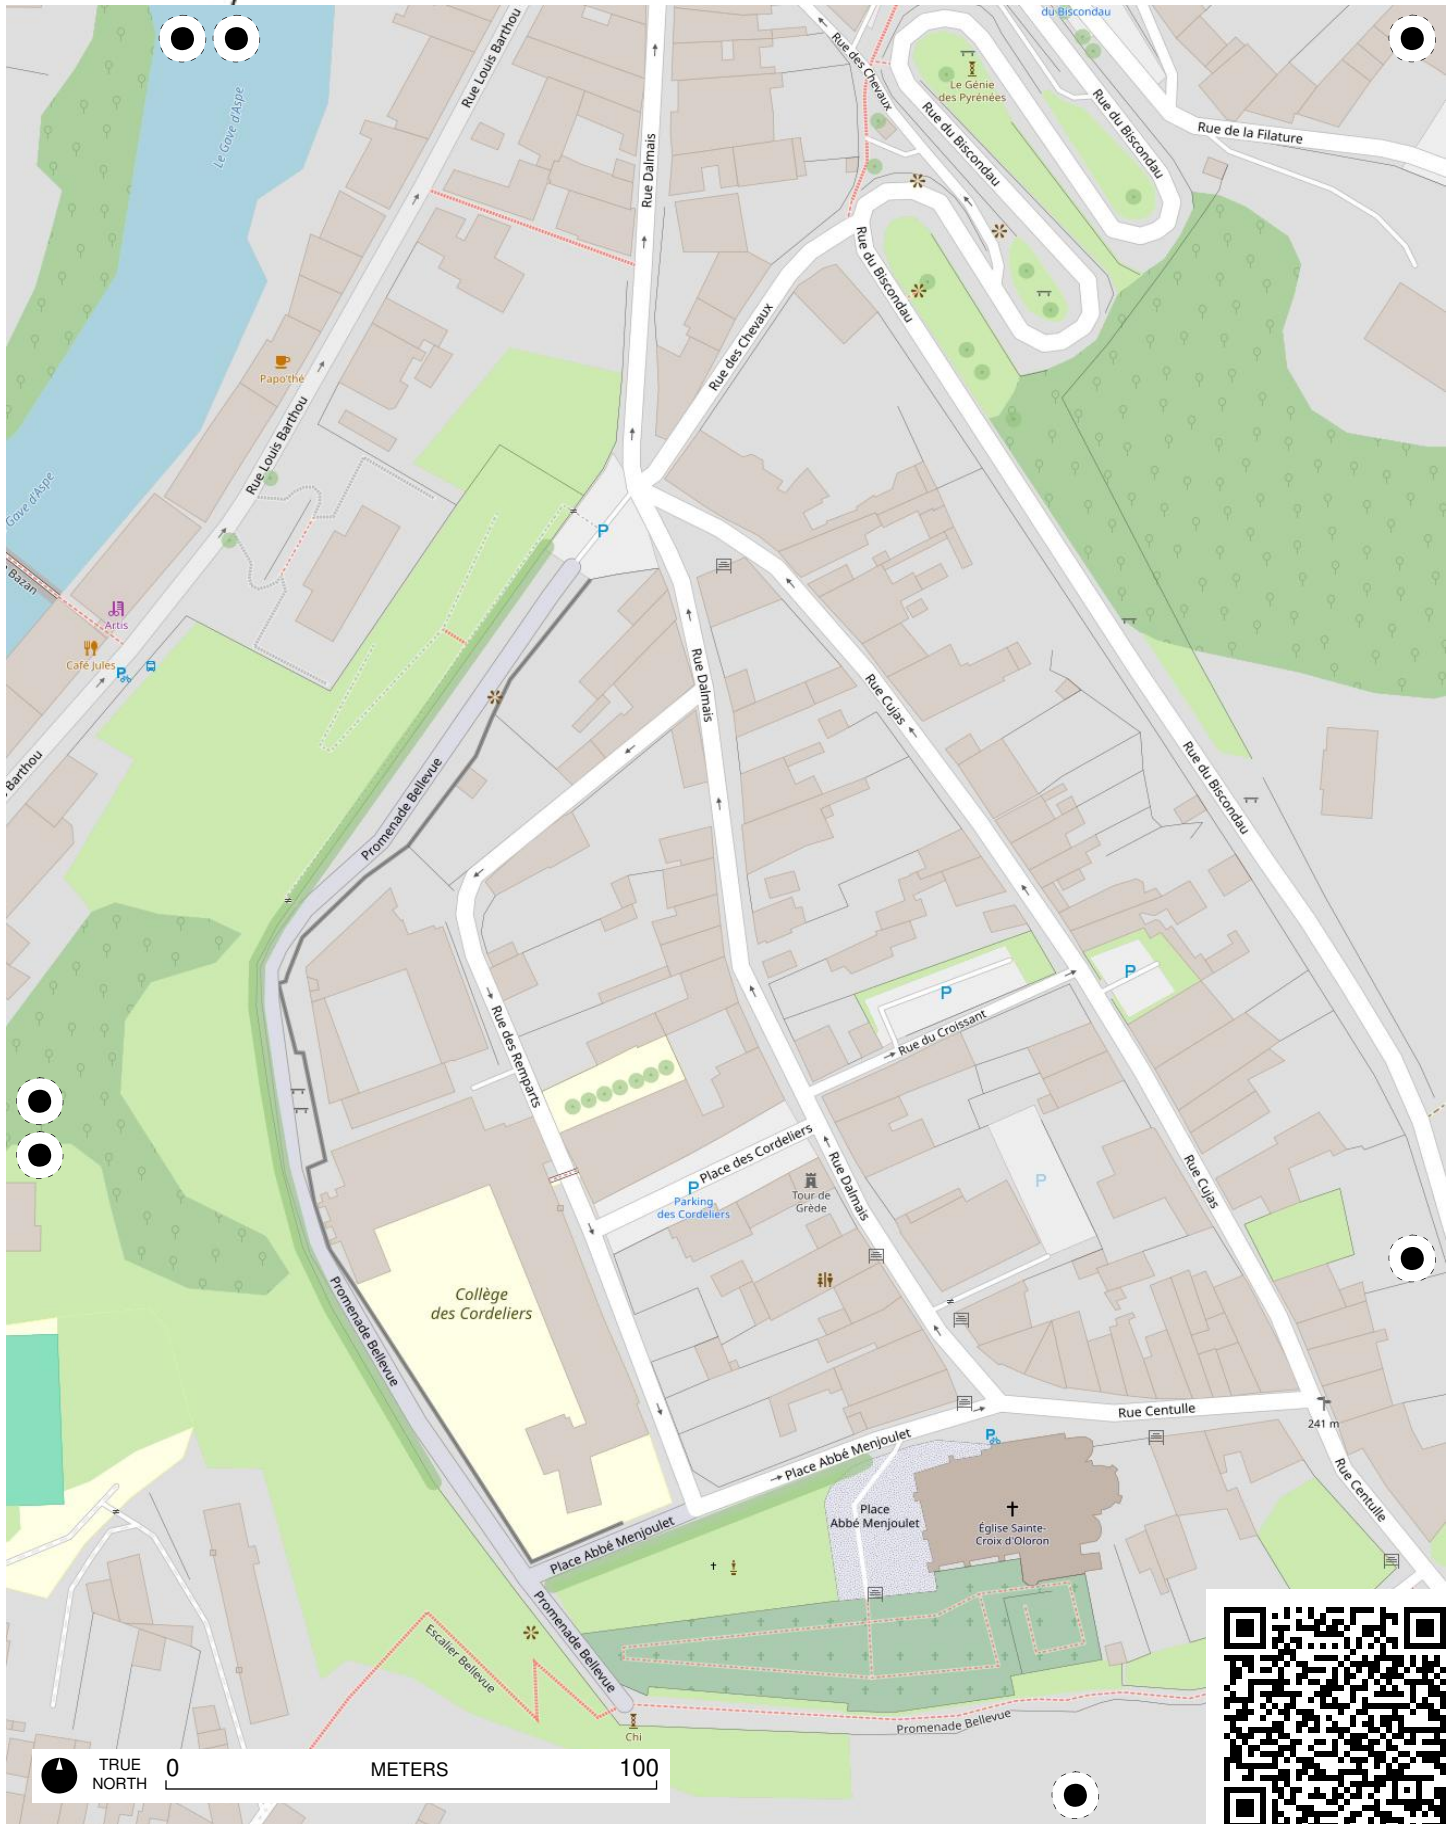 du Biscondau
Rue Louis Barthou
Rue des Chevaux
Le Génie
des Pyrénées
Le Gave d'Aspe
Rue du Biscondau
Rue du Biscondau
Rue de la Filature
Rue Dalmais
Rue du Biscondau
Papo'thé
Rue des Chevaux
Rue Louis Barthou
Gave d'Aspe
P
Bazan
Artis
Café Jules
P
Rue Dalmais
Rue Cujas
Barthou
Promenade Bellevue
Rue du Biscondau
P
P
Rue du Croissant
Rue des Remparts
Place des Cordeliers
P
Parking
des Cordeliers
Tour de
Grède
Rue Dalmais
P
Rue Cujas
Collège
des Cordeliers
Promenade Bellevue
Rue Centulle
241 m
P
Place Abbé Menjoulet
Rue Centulle
Place
Abbé Menjoulet
Église Sainte-
Croix d'Oloron
Place Abbé Menjoulet
Promenade Bellevue
Escalier Bellevue
Promenade Bellevue
Chi
TRUE
NORTH
0 METERS 100